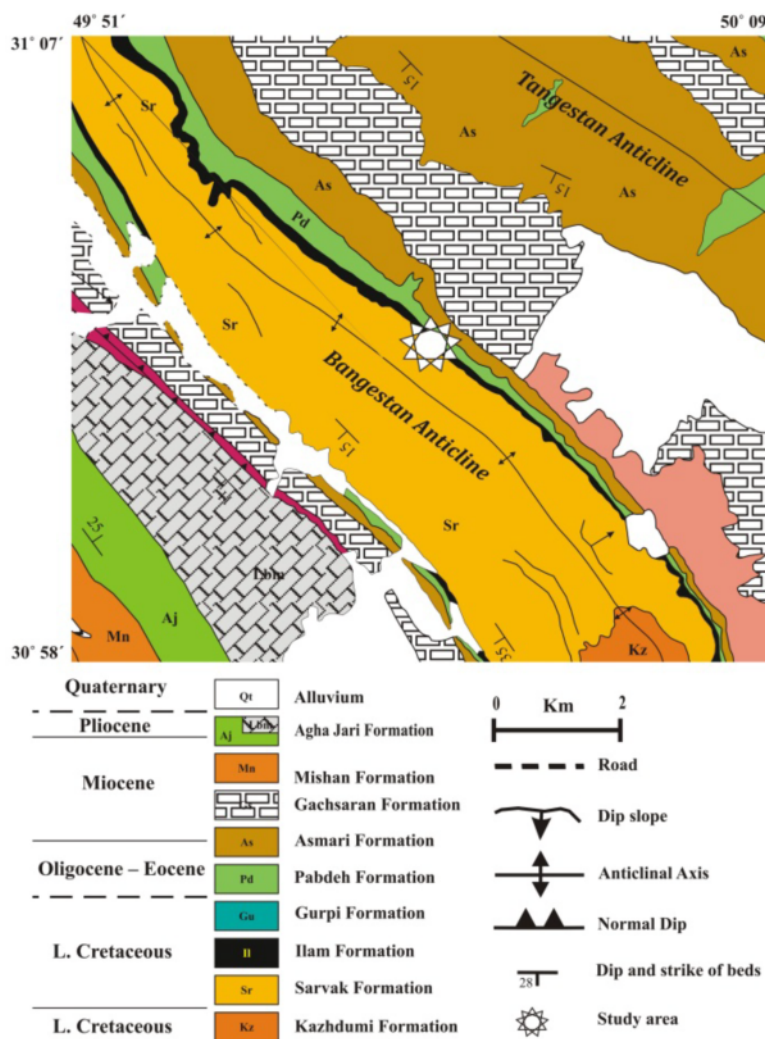 49° 51′ 50° 09
31° 07′
30° 58′
As
Sr
15
Tangestan Anticline
As
As
15
As
Pd
Sr
Bangestan Anticline
15
25
Sr
Lbm
Aj
Mn
35
Kz
Quaternary Qt Alluvium
Pliocene Aj Lbm Agha Jari Formation
Miocene Mn Mishan Formation
Gachsaran Formation
As Asmari Formation
Oligocene – Eocene Pd Pabdeh Formation
Gu Gurpi Formation
L. Cretaceous Il Ilam Formation
Sr Sarvak Formation
L. Cretaceous Kz Kazhdumi Formation
0 Km 2
Road
Dip slope
Anticlinal Axis
Normal Dip
28 Dip and strike of beds
Study area